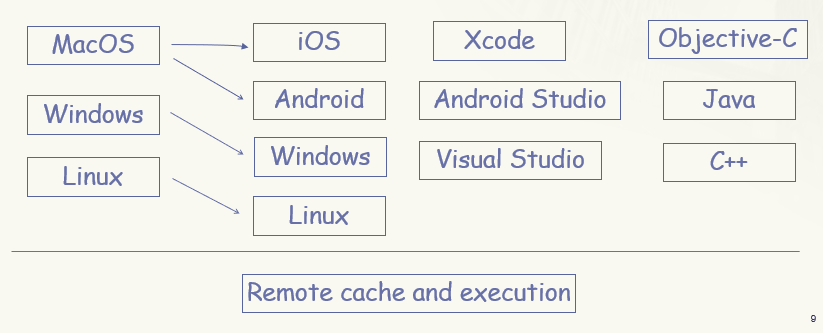 MacOS
iOS
Xcode
Objective-C
Android
Android Studio
Java
Windows
Windows
Visual Studio
C++
Linux
Linux
Remote cache and execution
9